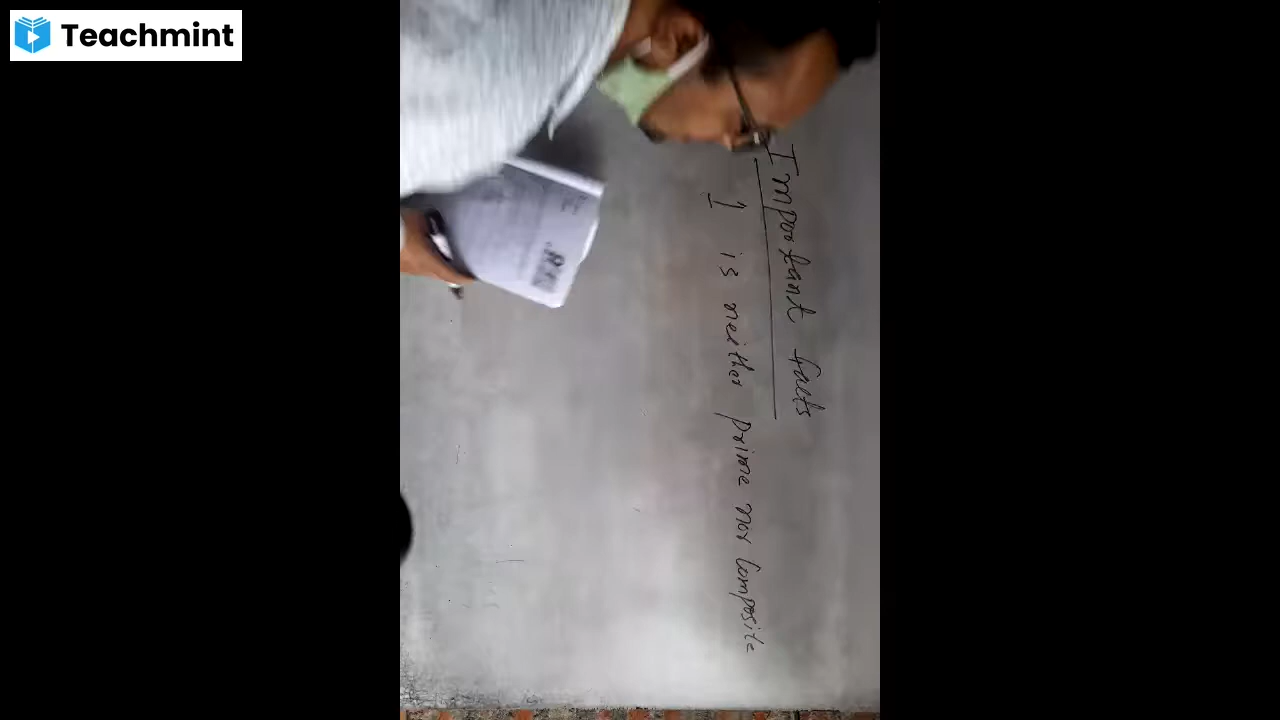 Teachmint
Important facts
1 is neither prime nor composite